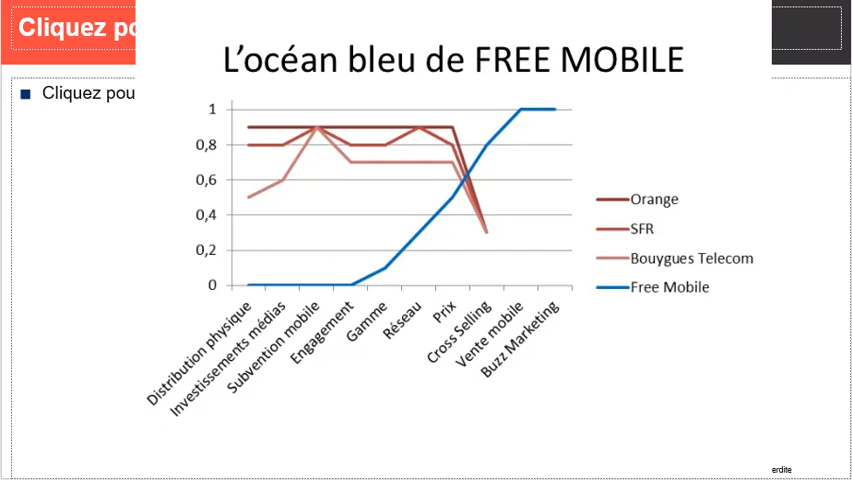 Cliquez po
L’océan bleu de FREE MOBILE
Cliquez pou
1
0,8
0,6
0,4
0,2
0
Orange
SFR
Bouygues Telecom
Free Mobile
Distribution physique
Investissements médias
Subvention mobile
Engagement
Gamme
Réseau
Prix
Cross Selling
Vente mobile
Buzz Marketing
erdite